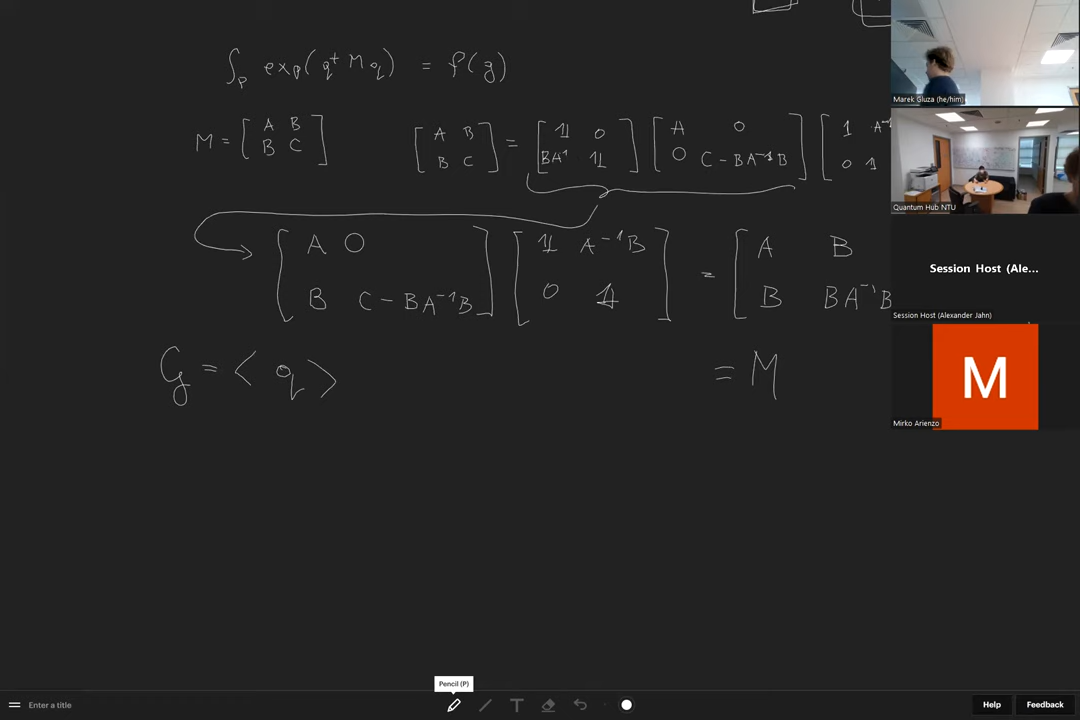 ∫_p exp(q† M q) = f(g)
M = [ A B ; B C ]   [ A B ; B C ] = [ 𝟙 0 ; BA⁻¹ 𝟙 ] [ A 0 ; 0 C - BA⁻¹B ] [ 1 A⁻ ; 0 1
[ A 0 ; B C - BA⁻¹B ] [ 𝟙 A⁻¹B ; 0 𝟙 ] = [ A B ; B BA⁻¹B
G = < q >   = M
Marek Gluza (he/him)
Quantum Hub NTU
Session Host (Ale...
Session Host (Alexander Jahn)
M
Mirko Arienzo
Pencil (P)
Enter a title
T
Help
Feedback